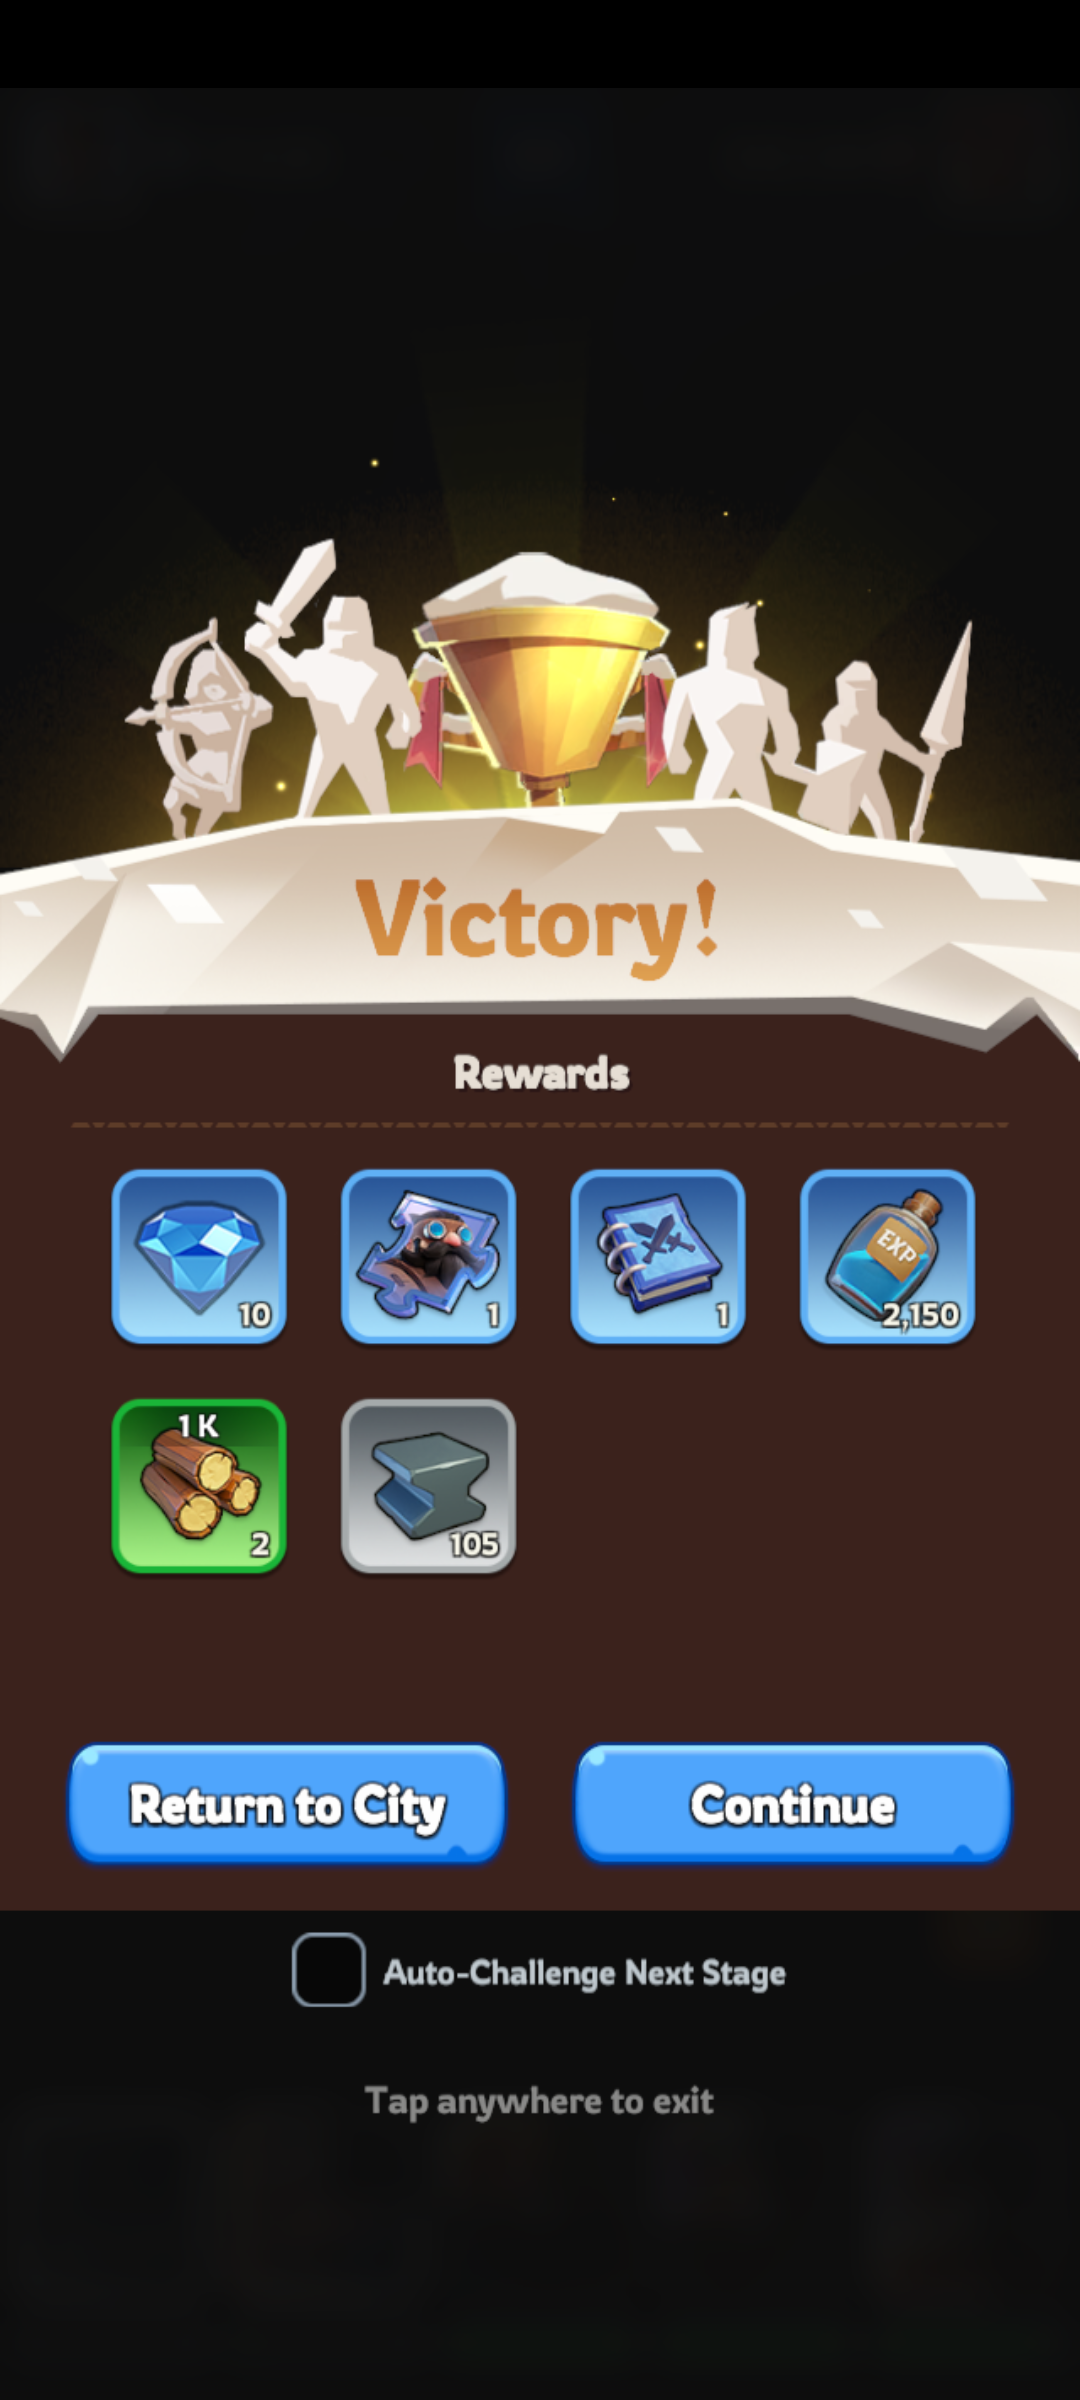 Victory!
Rewards
10
1
1
EXP
2,150
1 K
2
105
Return to City
Continue
Auto-Challenge Next Stage
Tap anywhere to exit